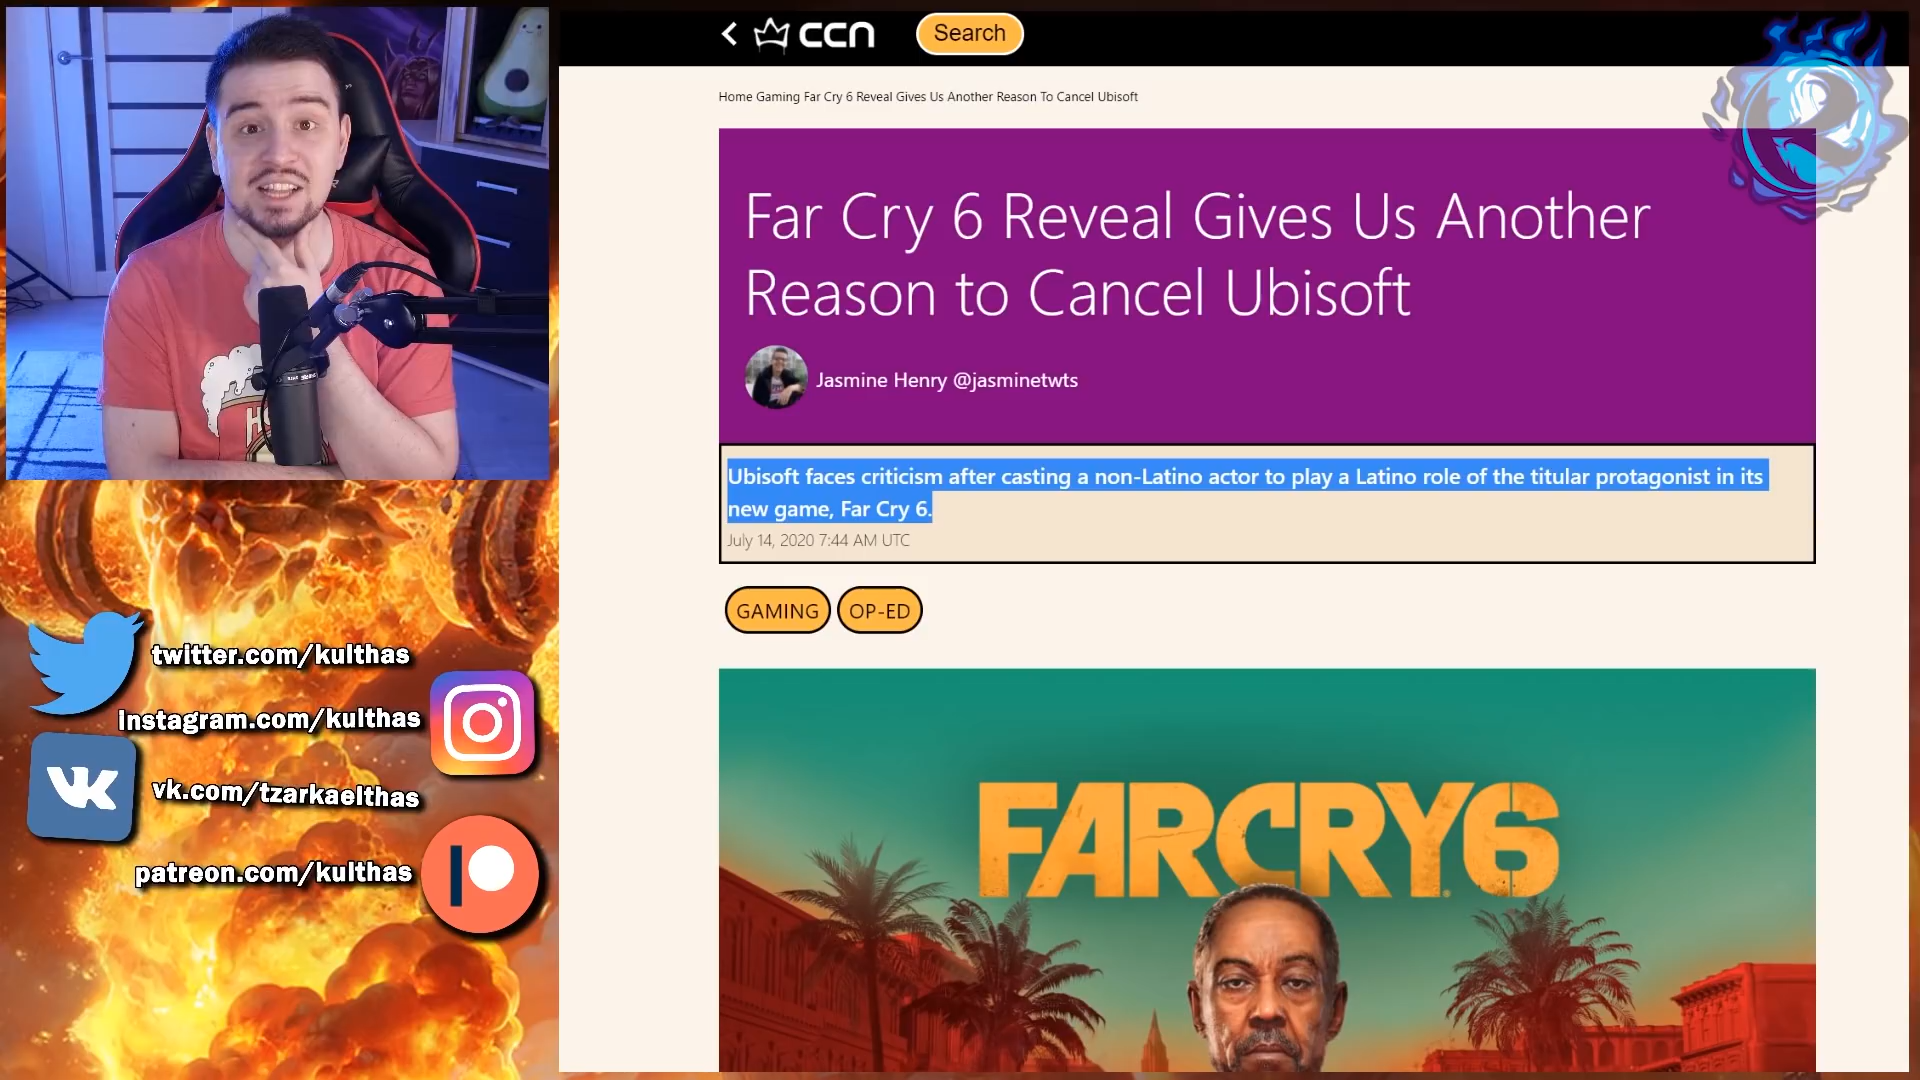 CCN
Search
Home Gaming Far Cry 6 Reveal Gives Us Another Reason To Cancel Ubisoft
Far Cry 6 Reveal Gives Us Another
Reason to Cancel Ubisoft
Jasmine Henry @jasminetwts
Ubisoft faces criticism after casting a non-Latino actor to play a Latino role of the titular protagonist in its
new game, Far Cry 6.
July 14, 2020 7:44 AM UTC
GAMING
OP-ED
FARCRY6
twitter.com/kulthas
instagram.com/kulthas
vk.com/tzarkaelthas
patreon.com/kulthas